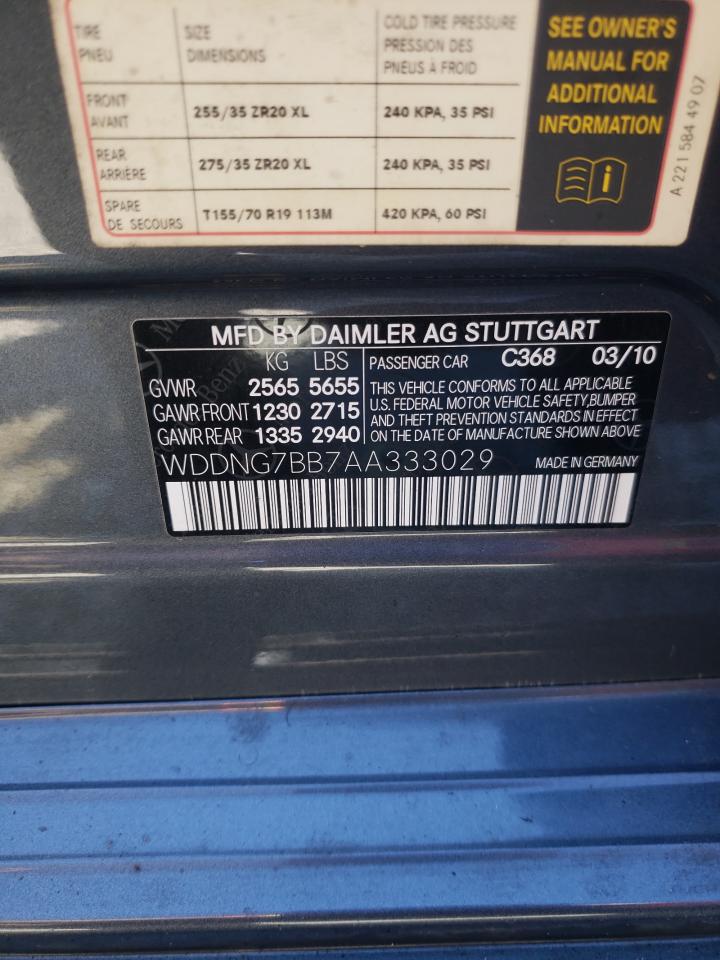 TIRE SIZE COLD TIRE PRESSURE
PNEU DIMENSIONS PRESSION DES
PNEUS À FROID
FRONT
AVANT 255/35 ZR20 XL 240 KPA, 35 PSI
REAR
ARRIÈRE 275/35 ZR20 XL 240 KPA, 35 PSI
SPARE
DE SECOURS T155/70 R19 113M 420 KPA, 60 PSI
SEE OWNER'S
MANUAL FOR
ADDITIONAL
INFORMATION
A 221 584 49 07
MFD BY DAIMLER AG STUTTGART
KG LBS PASSENGER CAR C368 03/10
GVWR 2565 5655
GAWR FRONT 1230 2715
GAWR REAR 1335 2940
THIS VEHICLE CONFORMS TO ALL APPLICABLE
U.S. FEDERAL MOTOR VEHICLE SAFETY,BUMPER
AND THEFT PREVENTION STANDARDS IN EFFECT
ON THE DATE OF MANUFACTURE SHOWN ABOVE
WDDNG7BB7AA333029 MADE IN GERMANY